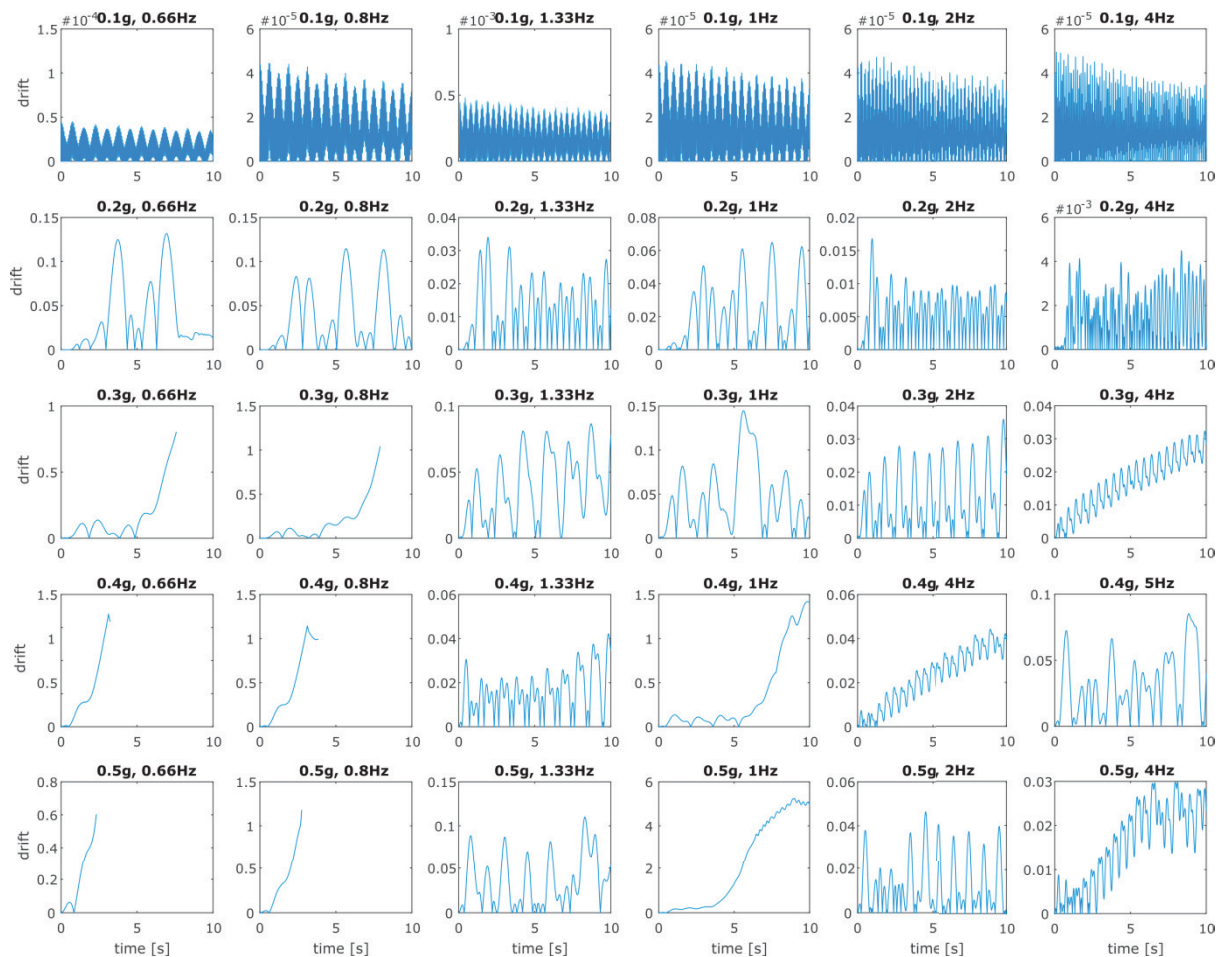 #10-4 0.1g, 0.66Hz
1.5
1
0.5
0
drift
0 5 10
#10-5 0.1g, 0.8Hz
6
4
2
0
0 5 10
#10-3 0.1g, 1.33Hz
1
0.5
0
0 5 10
#10-5 0.1g, 1Hz
6
4
2
0
0 5 10
#10-5 0.1g, 2Hz
6
4
2
0
0 5 10
#10-5 0.1g, 4Hz
6
4
2
0
0 5 10
0.2g, 0.66Hz
0.15
0.1
0.05
0
drift
0 5 10
0.2g, 0.8Hz
0.15
0.1
0.05
0
0 5 10
0.2g, 1.33Hz
0.04
0.03
0.02
0.01
0
0 5 10
0.2g, 1Hz
0.08
0.06
0.04
0.02
0
0 5 10
0.2g, 2Hz
0.02
0.015
0.01
0.005
0
0 5 10
#10-3 0.2g, 4Hz
6
4
2
0
0 5 10
0.3g, 0.66Hz
1
0.5
0
drift
0 5 10
0.3g, 0.8Hz
1.5
1
0.5
0
0 5 10
0.3g, 1.33Hz
0.1
0.05
0
0 5 10
0.3g, 1Hz
0.15
0.1
0.05
0
0 5 10
0.3g, 2Hz
0.04
0.03
0.02
0.01
0
0 5 10
0.3g, 4Hz
0.04
0.03
0.02
0.01
0
0 5 10
0.4g, 0.66Hz
1.5
1
0.5
0
drift
0 5 10
0.4g, 0.8Hz
1.5
1
0.5
0
0 5 10
0.4g, 1.33Hz
0.06
0.04
0.02
0
0 5 10
0.4g, 1Hz
1.5
1
0.5
0
0 5 10
0.4g, 4Hz
0.06
0.04
0.02
0
0 5 10
0.4g, 5Hz
0.1
0.05
0
0 5 10
0.5g, 0.66Hz
0.8
0.6
0.4
0.2
0
drift
0 5 10
time [s]
0.5g, 0.8Hz
1.5
1
0.5
0
0 5 10
time [s]
0.5g, 1.33Hz
0.15
0.1
0.05
0
0 5 10
time [s]
0.5g, 1Hz
6
4
2
0
0 5 10
time [s]
0.5g, 2Hz
0.06
0.04
0.02
0
0 5 10
time [s]
0.5g, 4Hz
0.03
0.02
0.01
0
0 5 10
time [s]